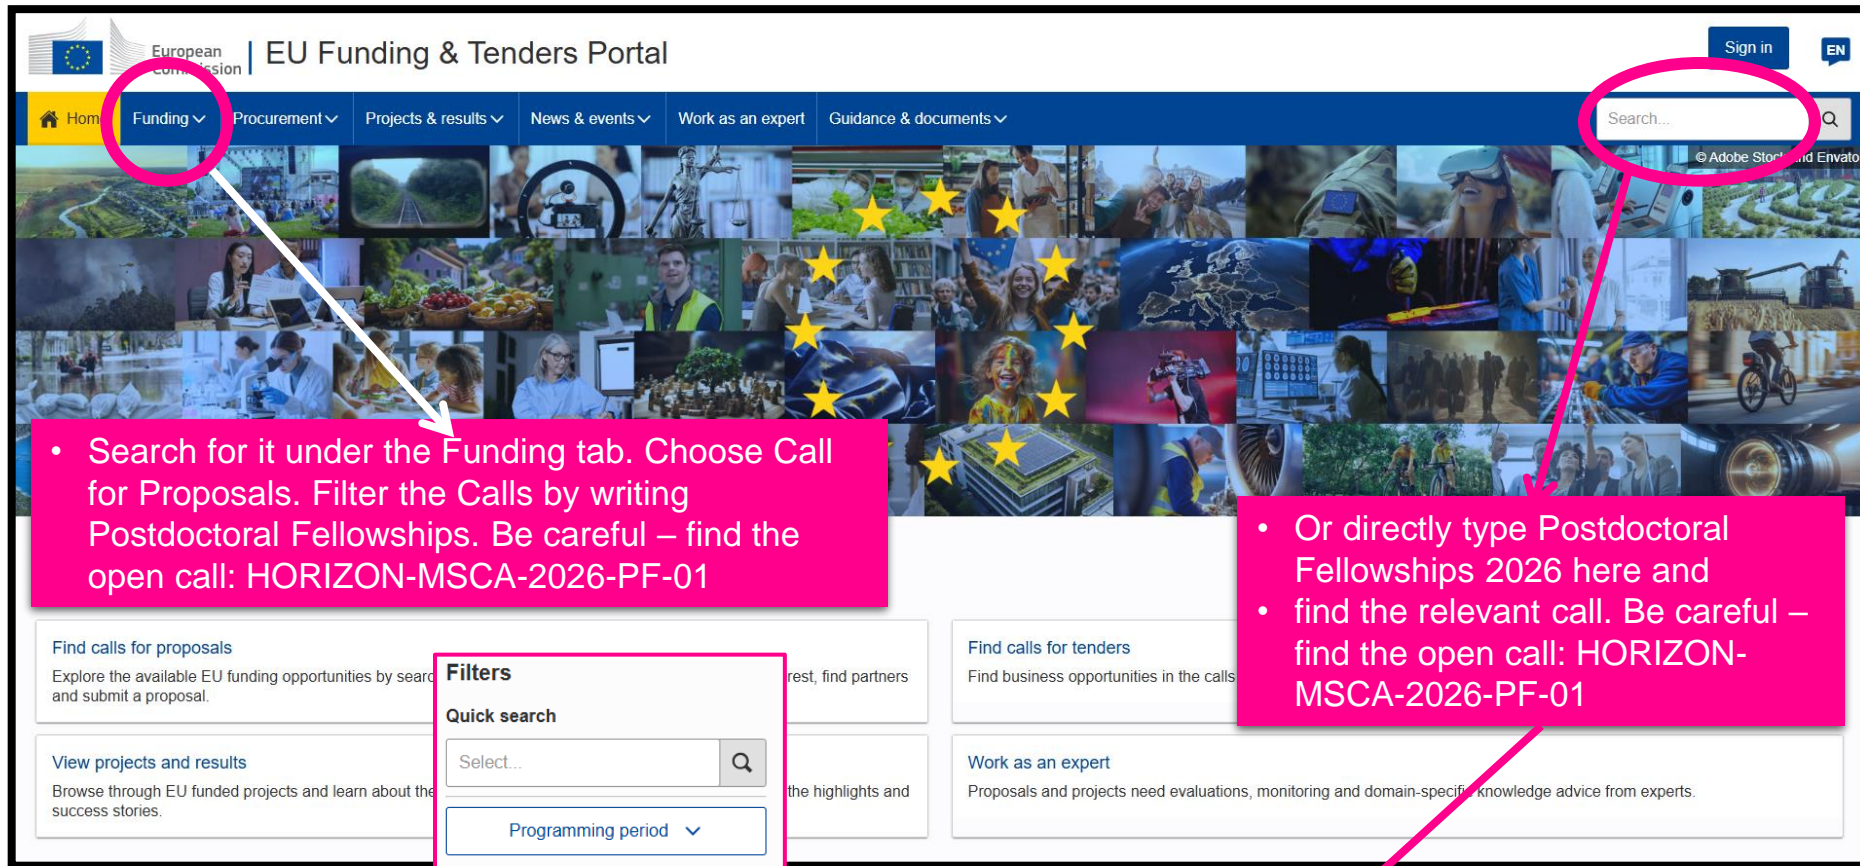 European
Commission
EU Funding & Tenders Portal
Sign in
EN
Home
Funding
Procurement
Projects & results
News & events
Work as an expert
Guidance & documents
Search...
© Adobe Stock and Envato
• Search for it under the Funding tab. Choose Call
for Proposals. Filter the Calls by writing
Postdoctoral Fellowships. Be careful – find the
open call: HORIZON-MSCA-2026-PF-01
• Or directly type Postdoctoral
Fellowships 2026 here and
• find the relevant call. Be careful –
find the open call: HORIZON-
MSCA-2026-PF-01
Find calls for proposals
Explore the available EU funding opportunities by searc
rest, find partners
and submit a proposal.
Find calls for tenders
Find business opportunities in the calls
Filters
Quick search
Select...
Programming period
View projects and results
Browse through EU funded projects and learn about the
the highlights and
success stories.
Work as an expert
Proposals and projects need evaluations, monitoring and domain-specific knowledge advice from experts.